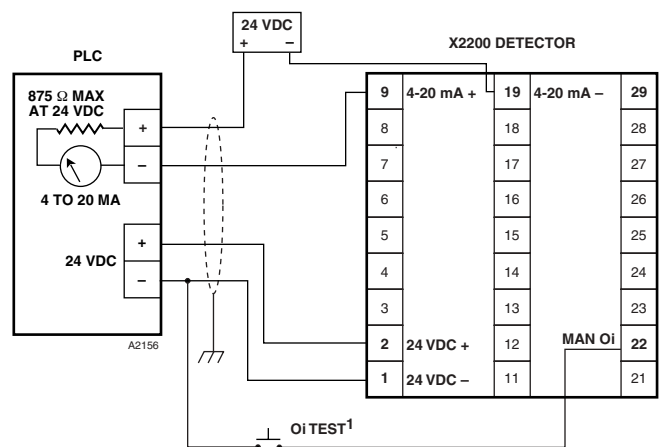 24 VDC
+ –
PLC
X2200 DETECTOR
875 Ω MAX
AT 24 VDC
+
–
4 TO 20 MA
24 VDC
+
–
A2156
9 4-20 mA + 19 4-20 mA – 29
8 18 28
7 17 27
6 16 26
5 15 25
4 14 24
3 13 23
2 24 VDC + 12 MAN Oi 22
1 24 VDC – 11 21
Oi TEST1